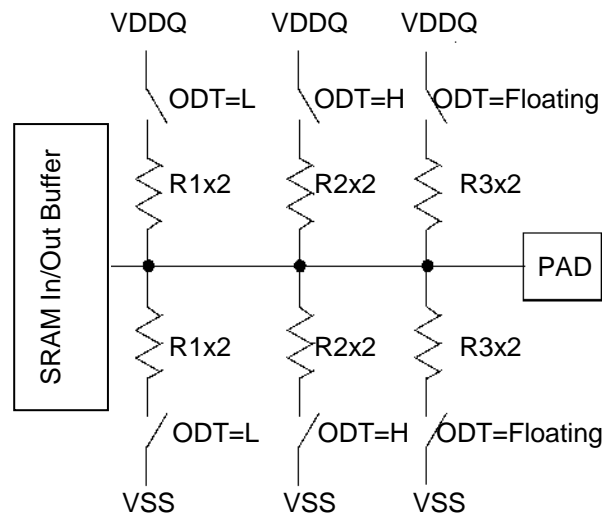 VDDQ VDDQ VDDQ
ODT=L ODT=H ODT=Floating
R1x2 R2x2 R3x2
SRAM In/Out Buffer
PAD
R1x2 R2x2 R3x2
ODT=L ODT=H ODT=Floating
VSS VSS VSS